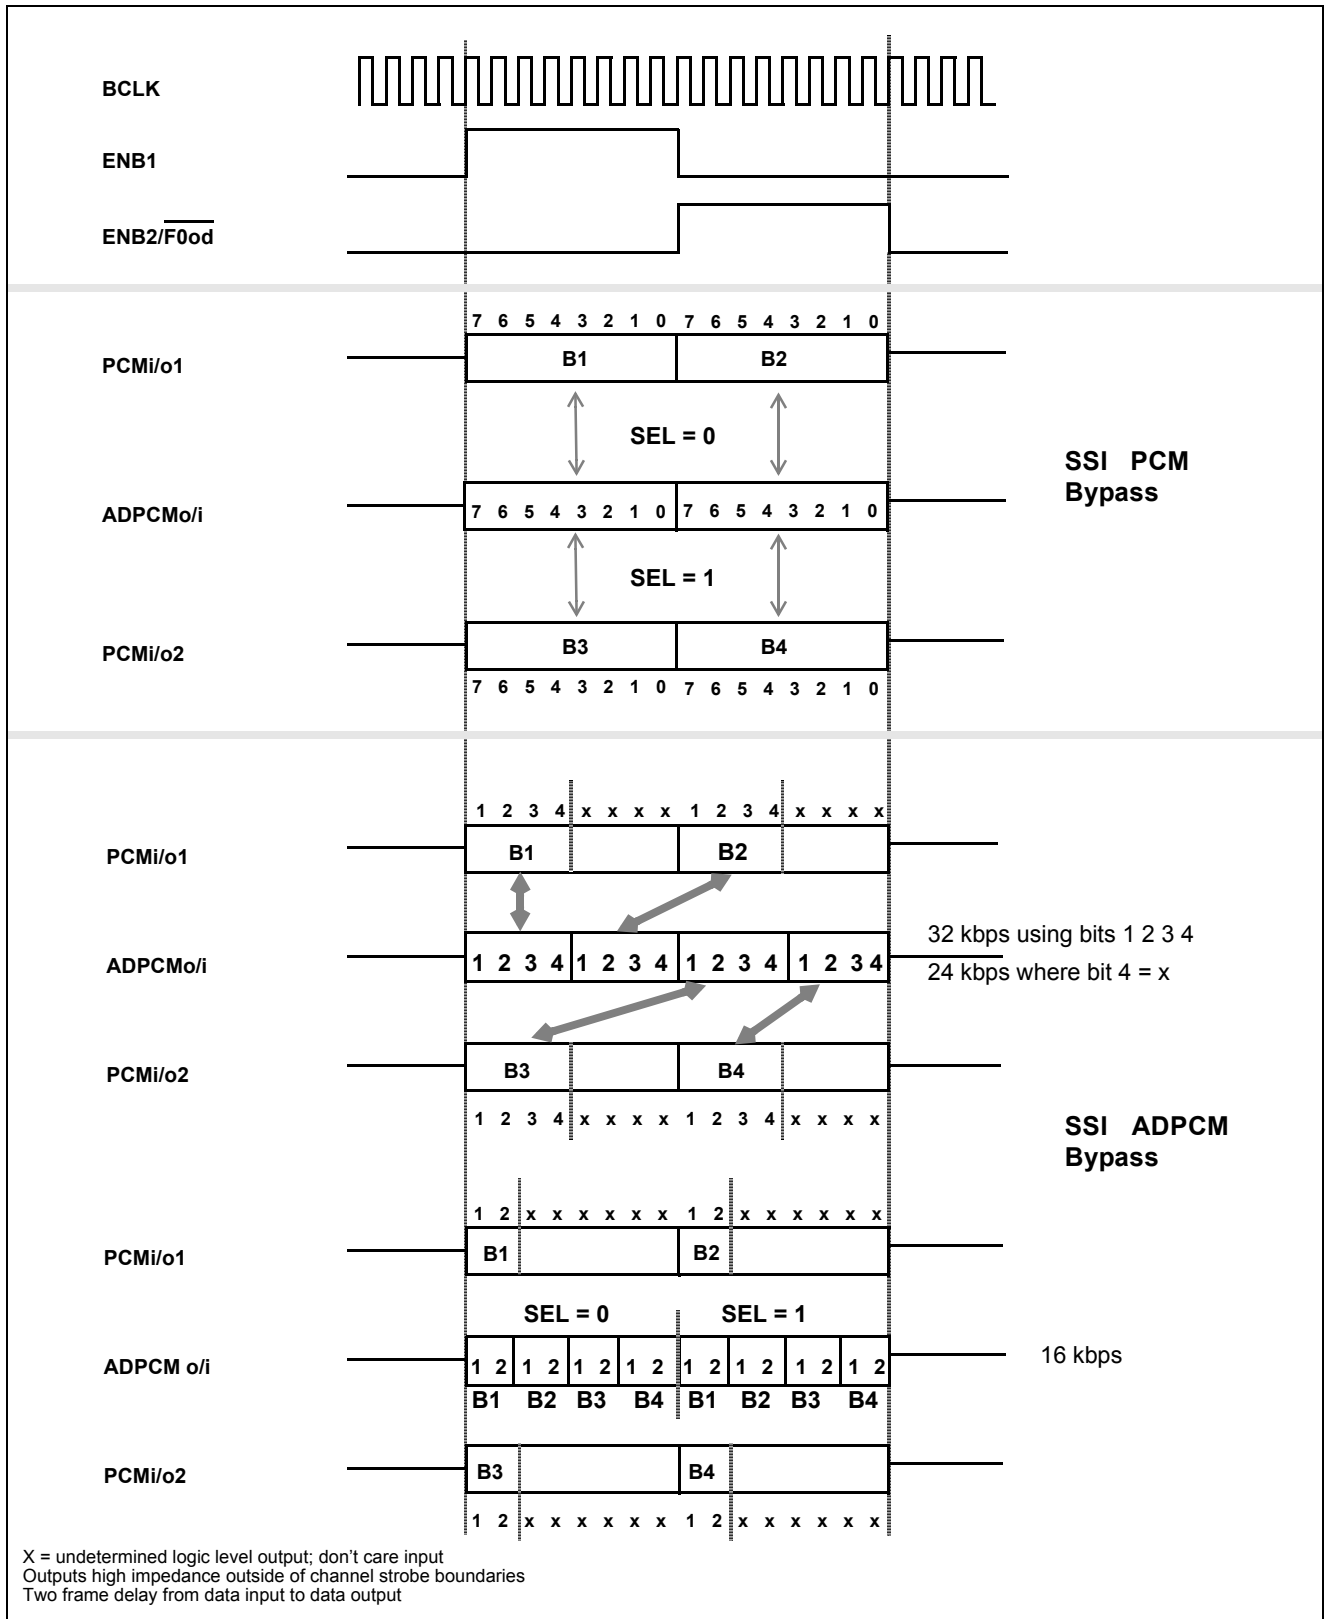 BCLK
ENB1
ENB2/F0od
7 6 5 4 3 2 1 0 7 6 5 4 3 2 1 0
PCMi/o1
B1 B2
SEL = 0
SSI PCM
Bypass
ADPCMo/i
7 6 5 4 3 2 1 0 7 6 5 4 3 2 1 0
SEL = 1
PCMi/o2
B3 B4
7 6 5 4 3 2 1 0 7 6 5 4 3 2 1 0
1 2 3 4 x x x x 1 2 3 4 x x x x
PCMi/o1
B1 B2
32 kbps using bits 1 2 3 4
ADPCMo/i
1 2 3 4 1 2 3 4 1 2 3 4 1 2 3 4
24 kbps where bit 4 = x
PCMi/o2
B3 B4
1 2 3 4 x x x x 1 2 3 4 x x x x
SSI ADPCM
Bypass
1 2 x x x x x x 1 2 x x x x x x
PCMi/o1
B1 B2
SEL = 0 SEL = 1
ADPCM o/i
1 2 1 2 1 2 1 2 1 2 1 2 1 2 1 2
16 kbps
B1 B2 B3 B4 B1 B2 B3 B4
PCMi/o2
B3 B4
1 2 x x x x x x 1 2 x x x x x x
X = undetermined logic level output; don't care input
Outputs high impedance outside of channel strobe boundaries
Two frame delay from data input to data output